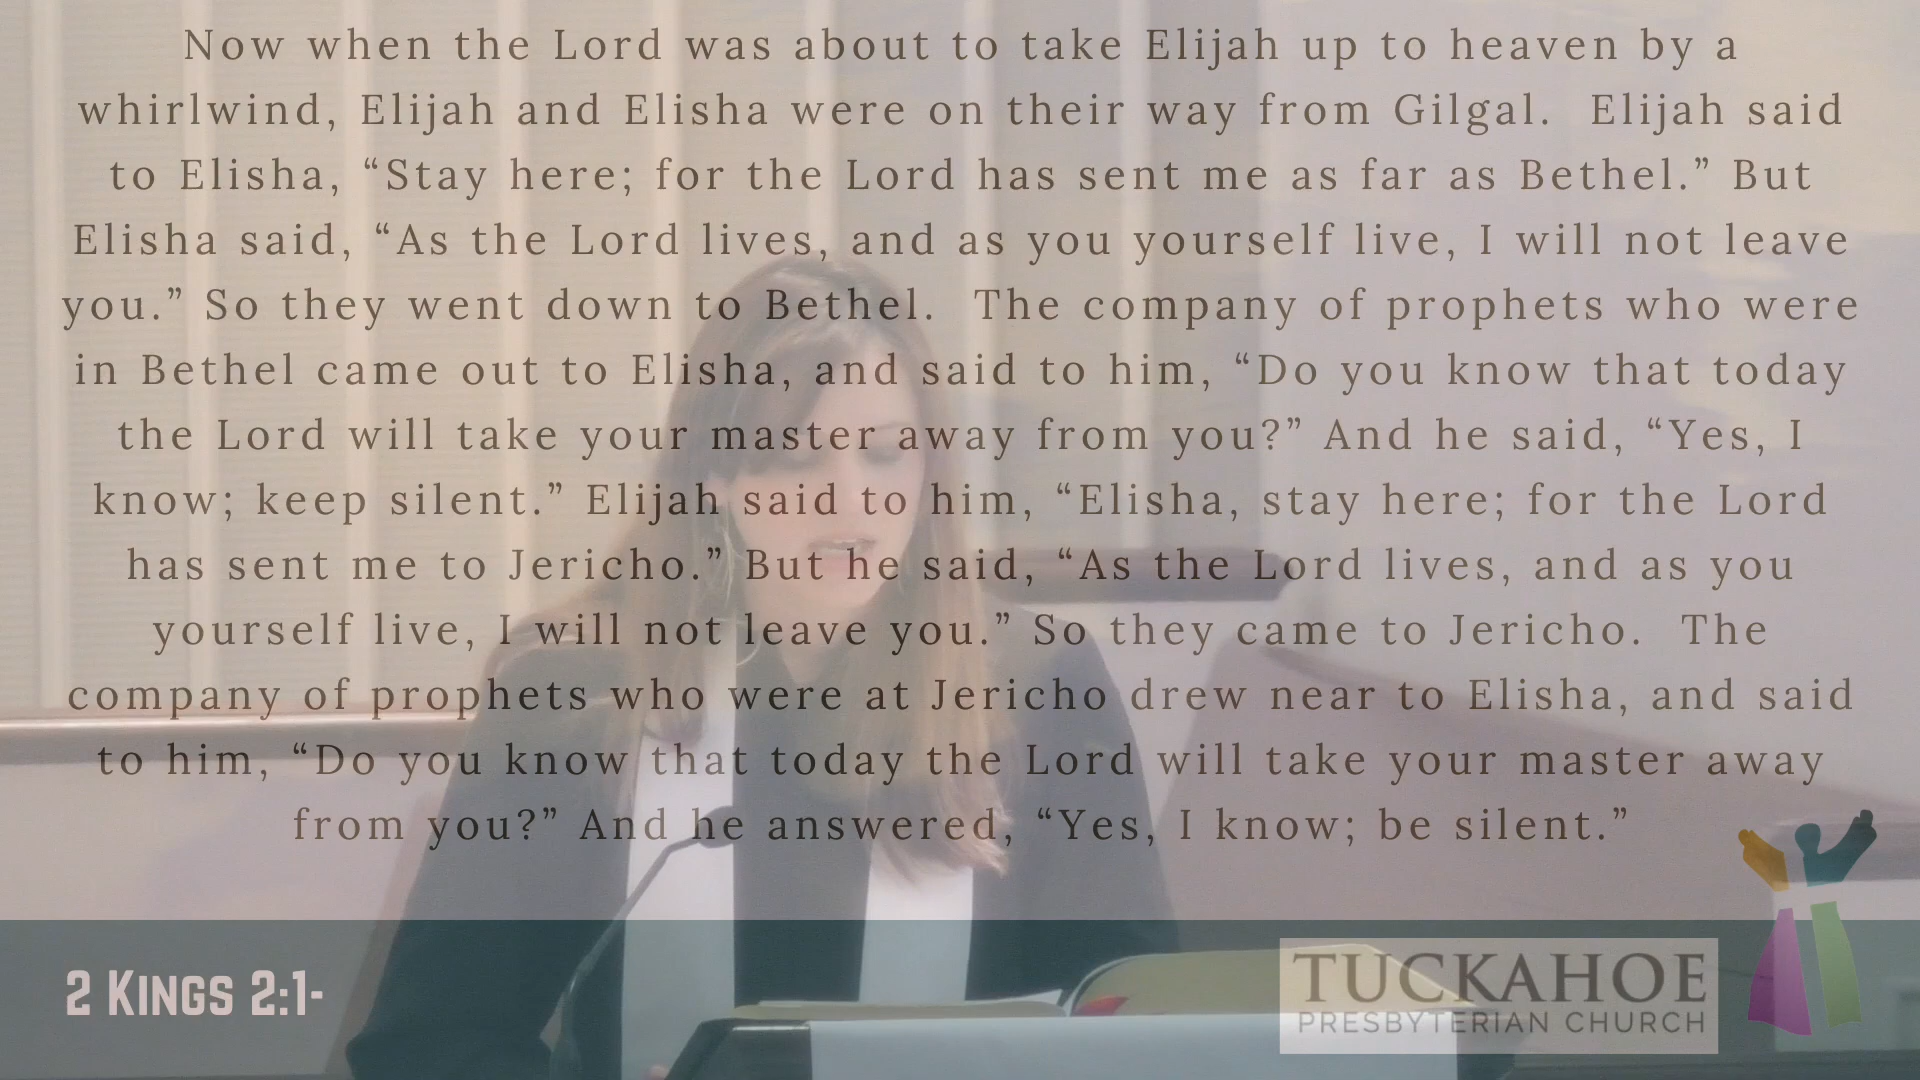 Now when the Lord was about to take Elijah up to heaven by a
whirlwind, Elijah and Elisha were on their way from Gilgal.  Elijah said
to Elisha, “Stay here; for the Lord has sent me as far as Bethel.” But
Elisha said, “As the Lord lives, and as you yourself live, I will not leave
you.” So they went down to Bethel.  The company of prophets who were
in Bethel came out to Elisha, and said to him, “Do you know that today
the Lord will take your master away from you?” And he said, “Yes, I
know; keep silent.” Elijah said to him, “Elisha, stay here; for the Lord
has sent me to Jericho.” But he said, “As the Lord lives, and as you
yourself live, I will not leave you.” So they came to Jericho.  The
company of prophets who were at Jericho drew near to Elisha, and said
to him, “Do you know that today the Lord will take your master away
from you?” And he answered, “Yes, I know; be silent.”
2 Kings 2:1-
TUCKAHOE
PRESBYTERIAN CHURCH